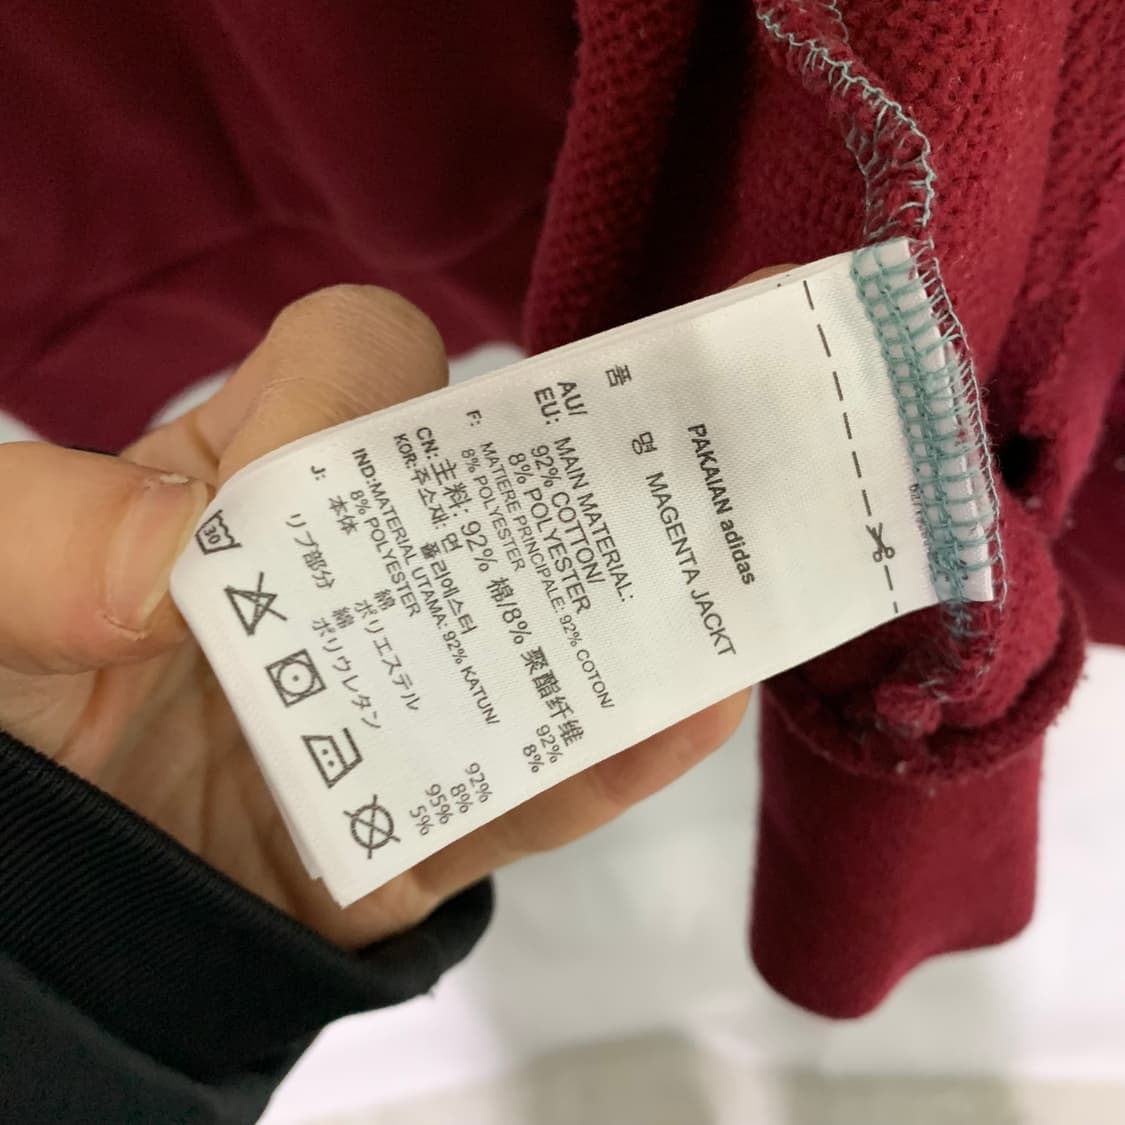 PAKAIAN adidas
품 명 MAGENTA JACKT
AU/
EU: MAIN MATERIAL:
92% COTTON/
8% POLYESTER
F: MATIERE PRINCIPALE: 92% COTON/
8% POLYESTER
CN: 主料: 92% 棉/8% 聚酯纤维
KOR: 주소재: 면 92%
폴리에스터 8%
IND:MATERIAL UTAMA: 92% KATUN/
8% POLYESTER
J: 本体 綿 92%
ポリエステル 8%
リブ部分 綿 95%
ポリウレタン 5%
30